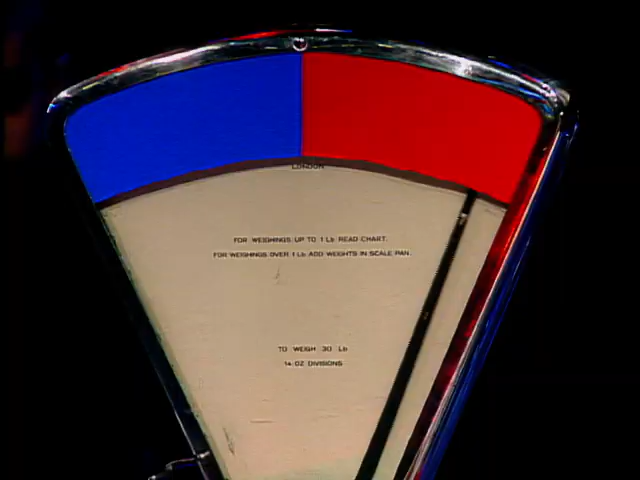 LONDON
FOR WEIGHINGS UP TO 1 Lb READ CHART.
FOR WEIGHINGS OVER 1 Lb ADD WEIGHTS IN SCALE PAN.
TO WEIGH 30 Lb
¼ OZ DIVISIONS